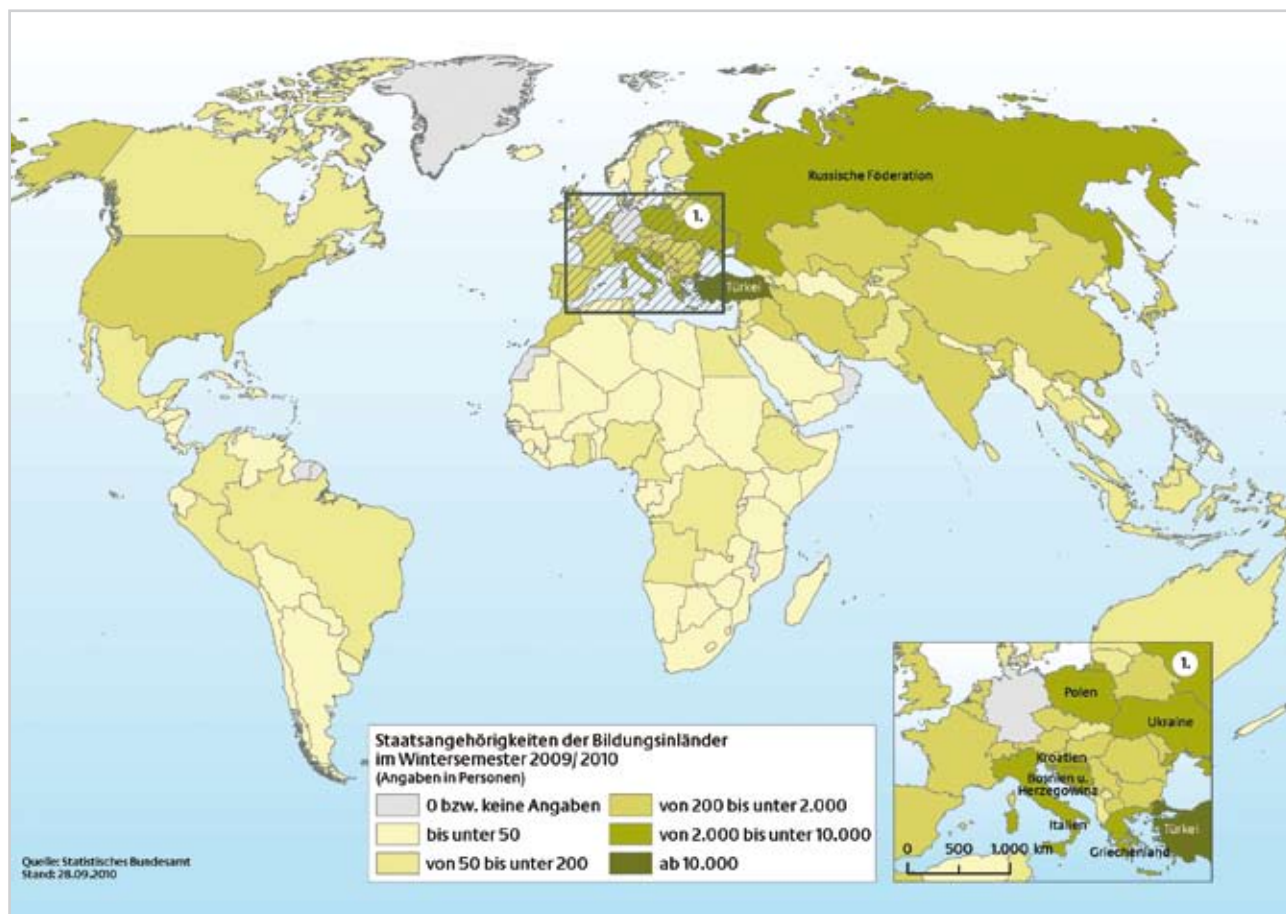 Russische Föderation
1.
Türkei
1.
Polen
Ukraine
Kroatien
Bosnien u.
Herzegowina
Italien
Türkei
Griechenland
0 500 1.000 km
Staatsangehörigkeiten der Bildungsinländer
im Wintersemester 2009/ 2010
(Angaben in Personen)
0 bzw. keine Angaben
bis unter 50
von 50 bis unter 200
von 200 bis unter 2.000
von 2.000 bis unter 10.000
ab 10.000
Quelle: Statistisches Bundesamt
Stand: 28.09.2010